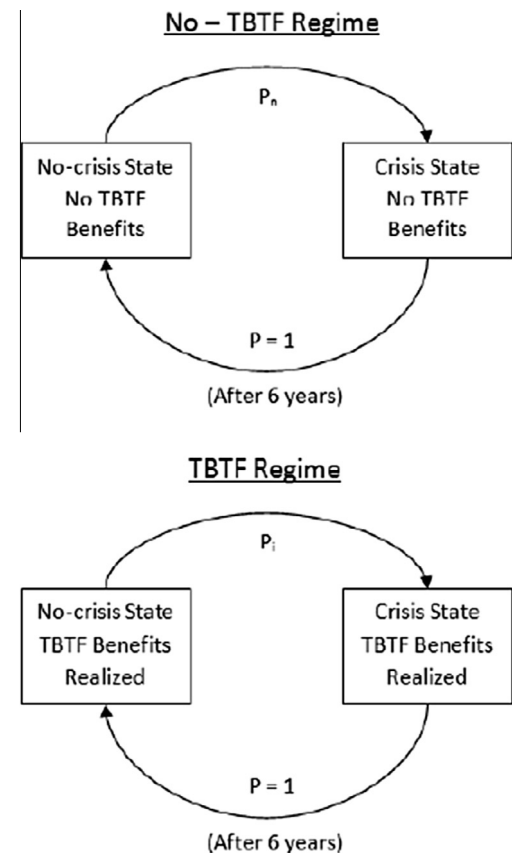 No – TBTF Regime
Pₙ
No-crisis State
No TBTF
Benefits
Crisis State
No TBTF
Benefits
P = 1
(After 6 years)
TBTF Regime
Pᵢ
No-crisis State
TBTF Benefits
Realized
Crisis State
TBTF Benefits
Realized
P = 1
(After 6 years)